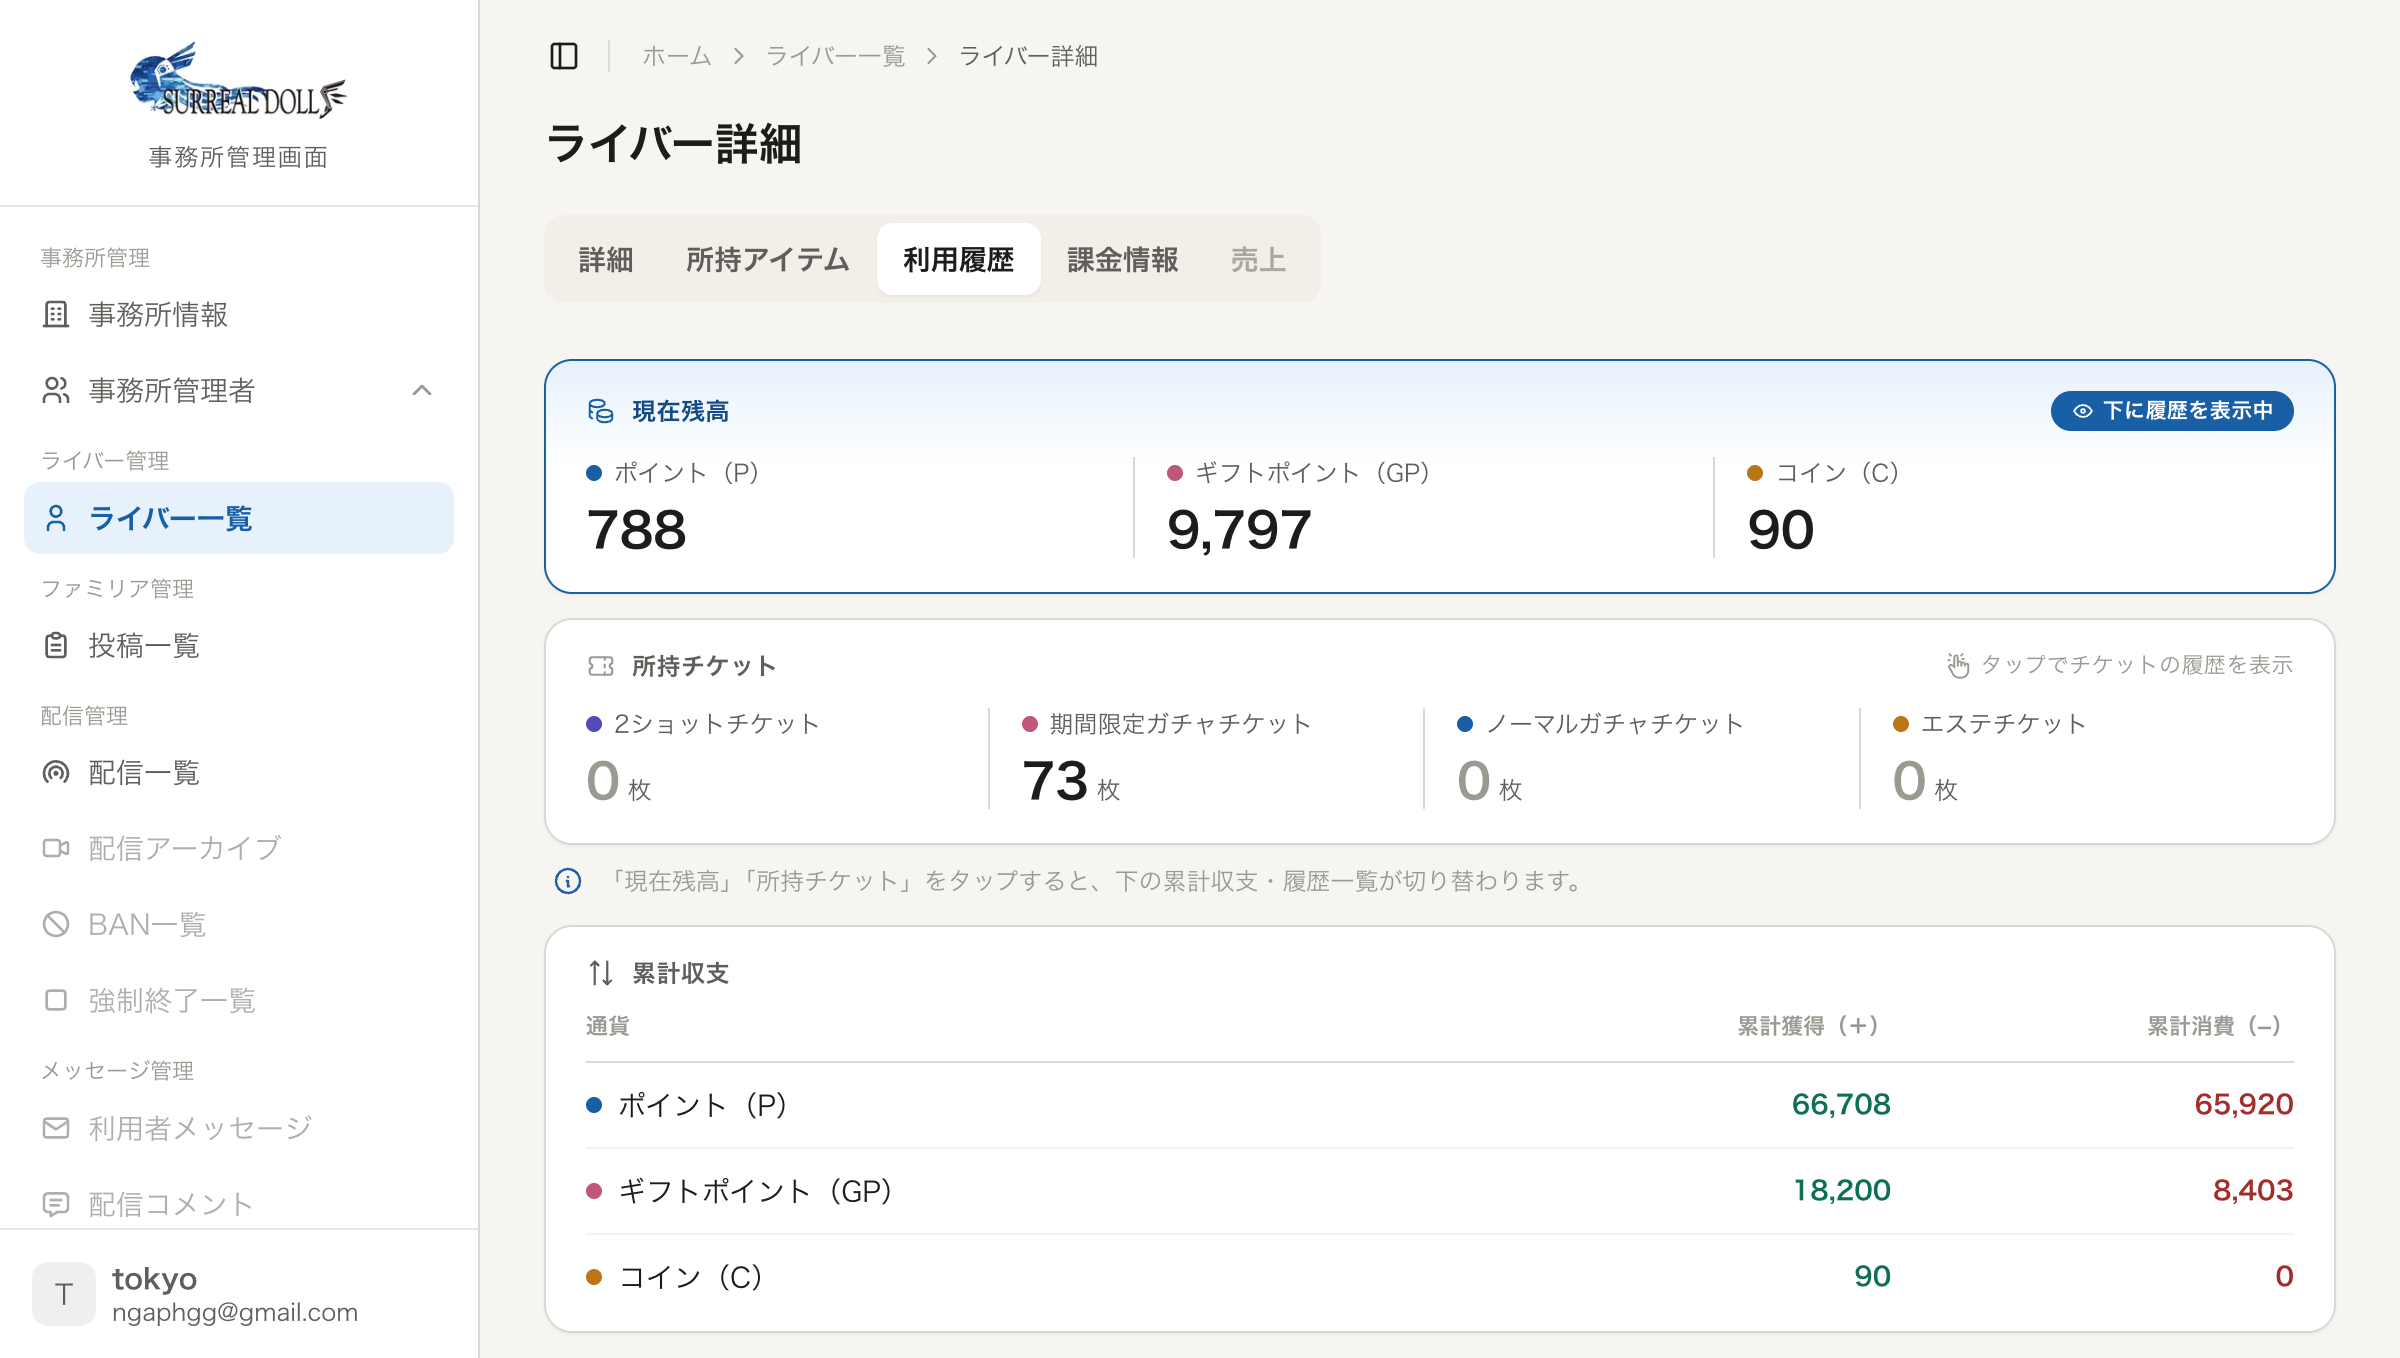 SURREAL DOLL
事務所管理画面
事務所管理
事務所情報
事務所管理者
ライバー管理
ライバー一覧
ファミリア管理
投稿一覧
配信管理
配信一覧
配信アーカイブ
BAN一覧
強制終了一覧
メッセージ管理
利用者メッセージ
配信コメント
T
tokyo
ngaphgg@gmail.com
ホーム > ライバー一覧 > ライバー詳細
ライバー詳細
詳細 所持アイテム 利用履歴 課金情報 売上
現在残高 下に履歴を表示中
ポイント（P） ギフトポイント（GP） コイン（C）
788 9,797 90
所持チケット タップでチケットの履歴を表示
2ショットチケット 期間限定ガチャチケット ノーマルガチャチケット エステチケット
0枚 73枚 0枚 0枚
「現在残高」「所持チケット」をタップすると、下の累計収支・履歴一覧が切り替わります。
累計収支
通貨 累計獲得（＋） 累計消費（−）
ポイント（P） 66,708 65,920
ギフトポイント（GP） 18,200 8,403
コイン（C） 90 0